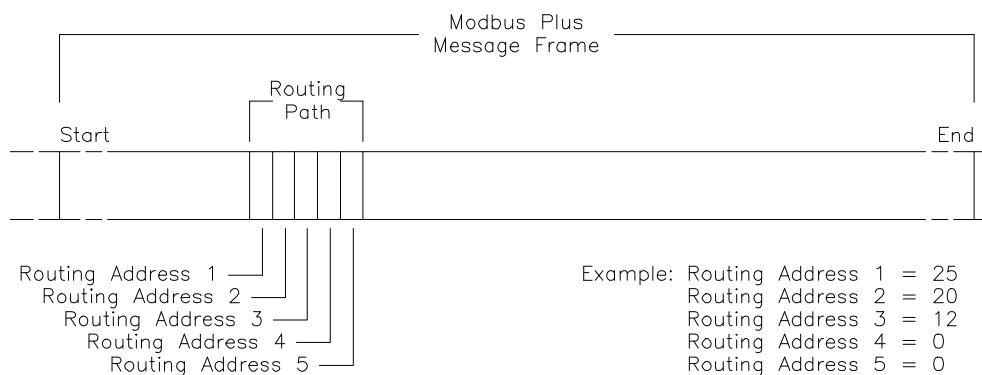 Modbus Plus
Message Frame
Routing
Path
Start
End
Routing Address 1
Routing Address 2
Routing Address 3
Routing Address 4
Routing Address 5
Example: Routing Address 1 = 25
Routing Address 2 = 20
Routing Address 3 = 12
Routing Address 4 = 0
Routing Address 5 = 0